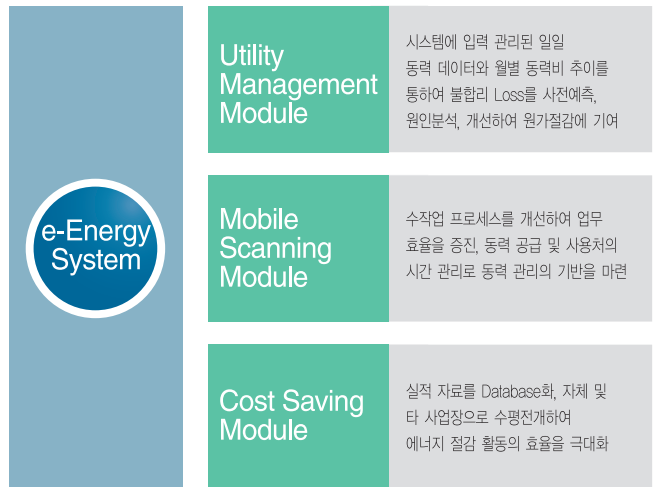 e-Energy
System
Utility
Management
Module
시스템에 입력 관리된 일일
동력 데이터와 월별 동력비 추이를
통하여 불합리 Loss를 사전예측,
원인분석, 개선하여 원가절감에 기여
Mobile
Scanning
Module
수작업 프로세스를 개선하여 업무
효율을 증진, 동력 공급 및 사용처의
시간 관리로 동력 관리의 기반을 마련
Cost Saving
Module
실적 자료를 Database화, 자체 및
타 사업장으로 수평전개하여
에너지 절감 활동의 효율을 극대화